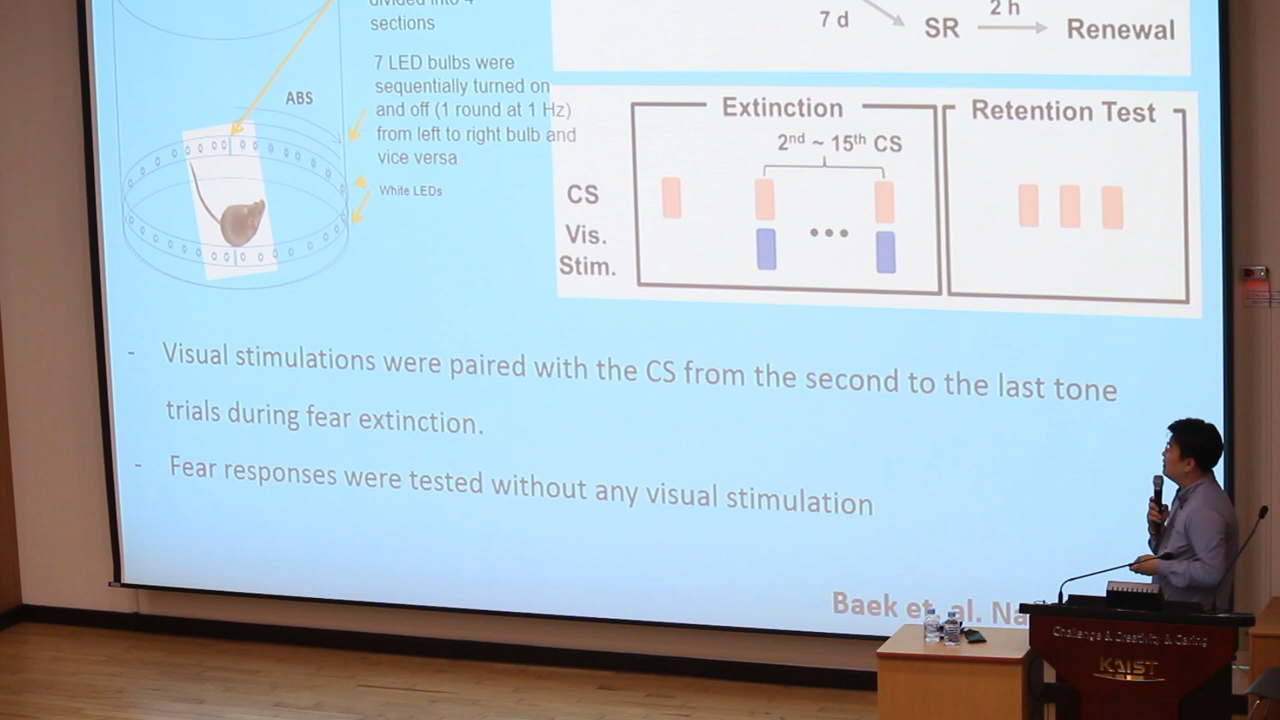 divided into 4
sections
7 LED bulbs were
sequentially turned on
and off (1 round at 1 Hz)
from left to right bulb and
vice versa
ABS
White LEDs
7 d
SR
2 h
Renewal
Extinction
Retention Test
2nd ~ 15th CS
CS
Vis.
Stim.
- Visual stimulations were paired with the CS from the second to the last tone
trials during fear extinction.
- Fear responses were tested without any visual stimulation
Baek et. al. Na
Challenge & Creativity & Caring
KAIST